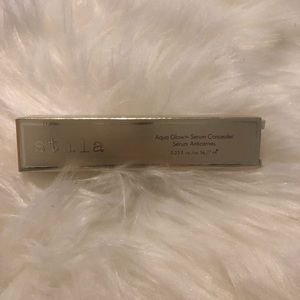 stila
Aqua Glow™ Serum Concealer
Sérum Anticernes